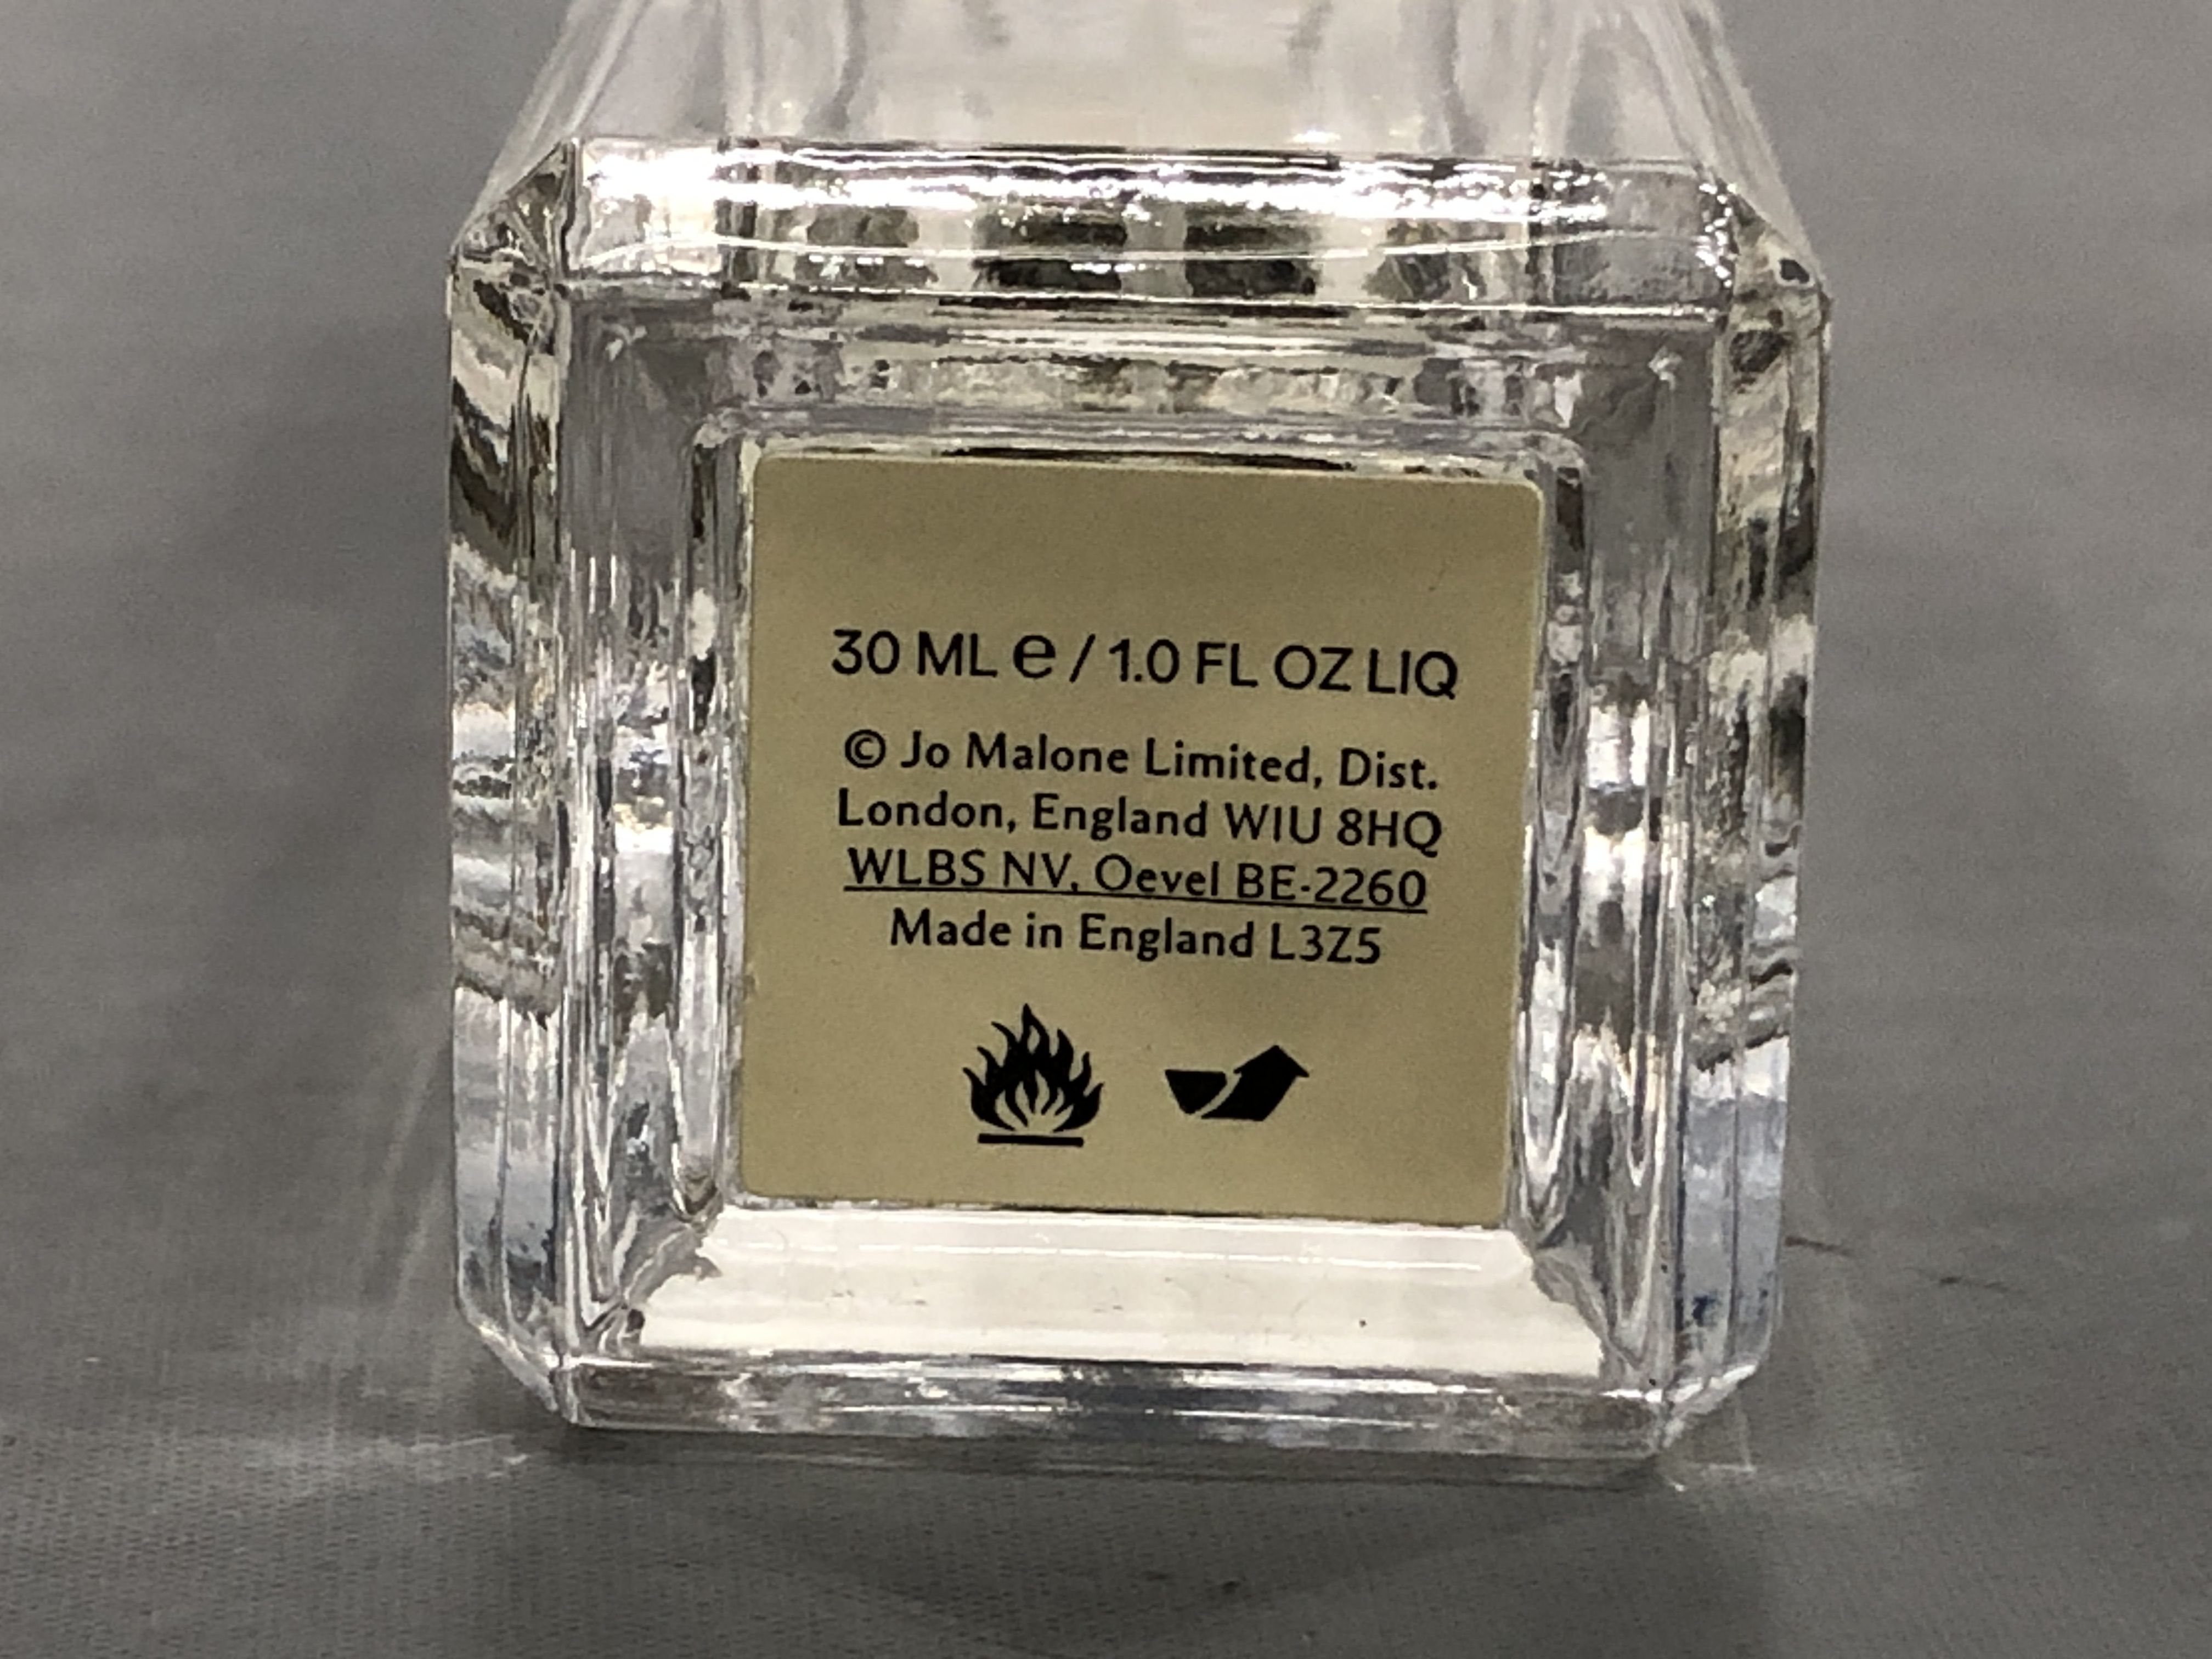 30 ML ℮ / 1.0 FL OZ LIQ
© Jo Malone Limited, Dist.
London, England WIU 8HQ
WLBS NV, Oevel BE-2260
Made in England L3Z5